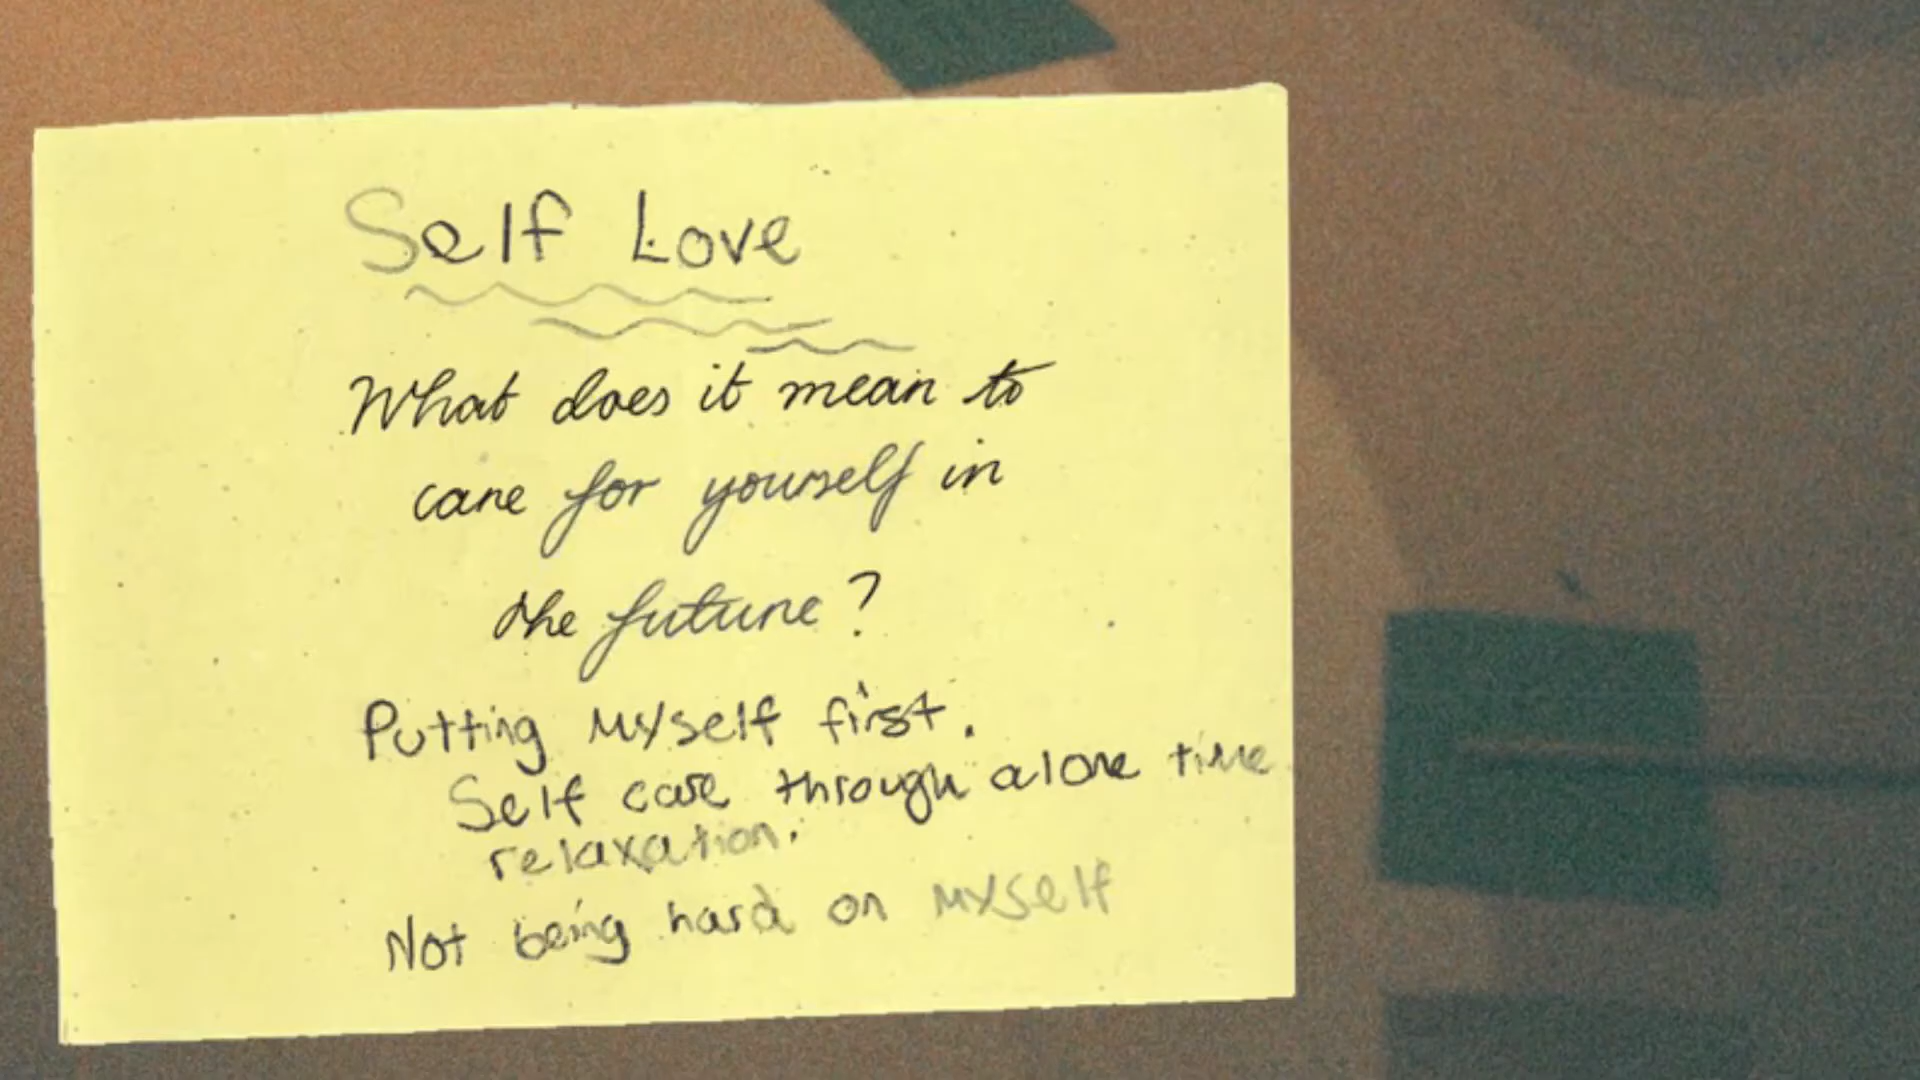 Self Love
What does it mean to
care for yourself in
the future?
Putting myself first.
Self care through alone time
relaxation.
Not being hard on myself